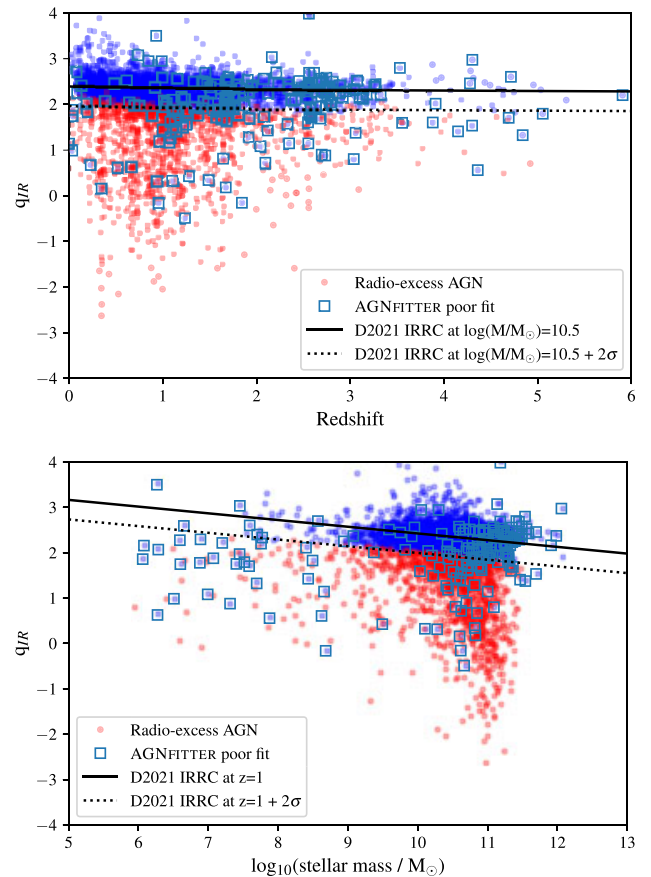 4
3
2
1
0
−1
−2
−3
−4
q_IR
Radio-excess AGN
AGNFITTER poor fit
D2021 IRRC at log(M/M☉)=10.5
D2021 IRRC at log(M/M☉)=10.5 + 2σ
0 1 2 3 4 5 6
Redshift
4
3
2
1
0
−1
−2
−3
−4
q_IR
Radio-excess AGN
AGNFITTER poor fit
D2021 IRRC at z=1
D2021 IRRC at z=1 + 2σ
5 6 7 8 9 10 11 12 13
log₁₀(stellar mass / M☉)